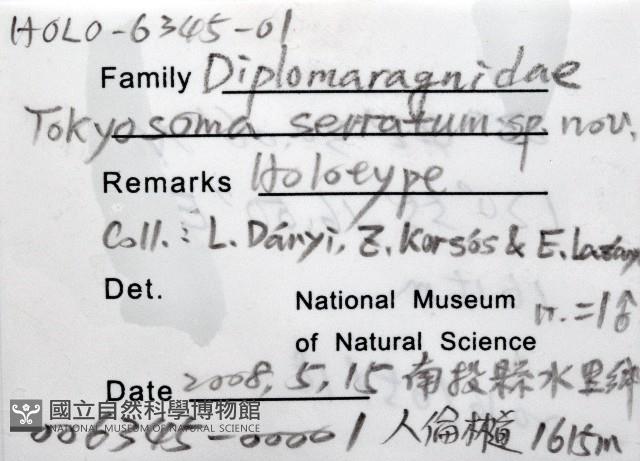 HOLO-6345-01
Family Diplomaragnidae
Tokyosoma serratum sp. nov.
Remarks Holotype
Coll.: L. Dányi, Z. Korsós & E. Lazányi
Det.
National Museum n.=1♂
of Natural Science
Date 2008, 5, 15 南投縣水里鄉
國立自然科學博物館
NATIONAL MUSEUM OF NATURAL SCIENCE
006345-00001 人倫林道 1615m